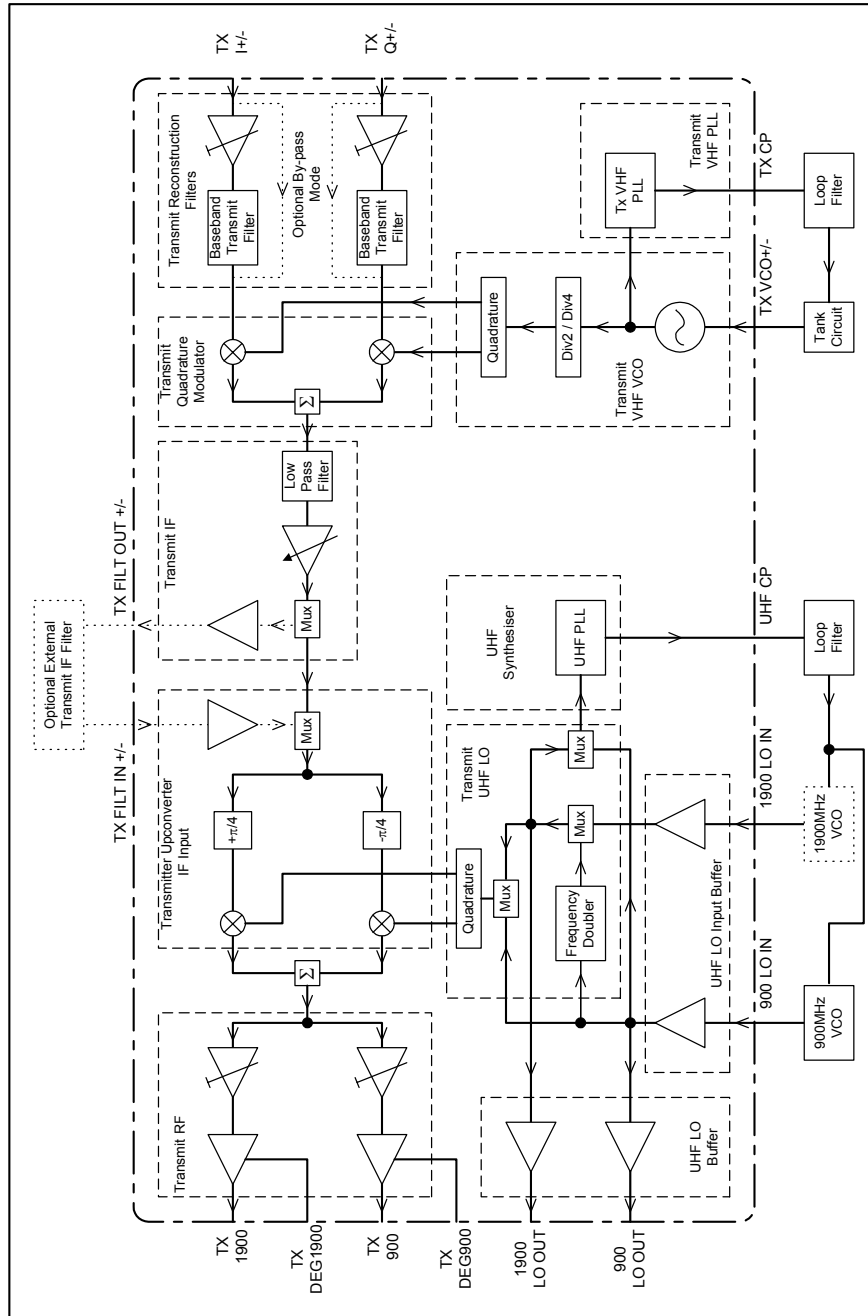 TX
I+/-
TX
Q+/-
Transmit Reconstruction
Filters
Baseband
Transmit
Filter
Optional By-pass
Mode
Baseband
Transmit
Filter
Transmit
Quadrature
Modulator
Σ
Quadrature
Div2 / Div4
Transmit
VHF VCO
Tx VHF
PLL
Transmit
VHF PLL
TX VCO+/-
TX CP
Tank
Circuit
Loop
Filter
TX FILT OUT +/-
Transmit IF
Low
Pass
Filter
Mux
Optional External
Transmit IF Filter
TX FILT IN +/-
Transmitter Upconverter
IF Input
Mux
+π/4
-π/4
Σ
Quadrature
Mux
Transmit
UHF LO
Mux
Mux
Frequency
Doubler
UHF
Synthesiser
UHF PLL
UHF CP
Loop
Filter
UHF LO Input Buffer
1900 LO IN
900 LO IN
1900MHz
VCO
900MHz
VCO
Transmit RF
UHF LO
Buffer
TX
1900
TX
DEG1900
TX
900
TX
DEG900
1900
LO OUT
900
LO OUT